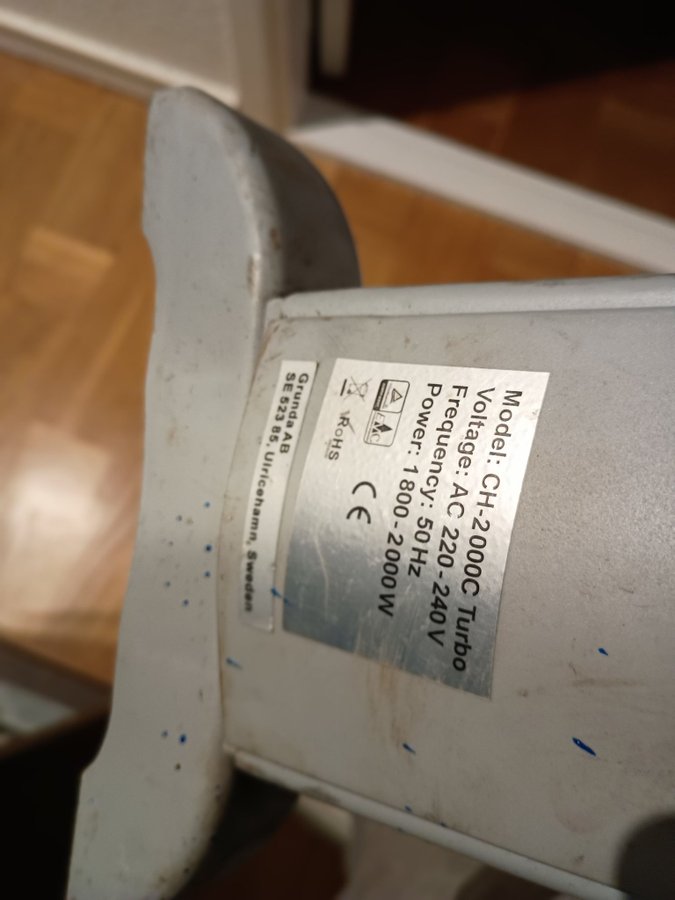 Model: CH-2000C Turbo
Voltage: AC 220-240V
Frequency: 50Hz
Power: 1800-2000W
CE
RoHS
Grunda AB
SE 523 85, Ulricehamn, Sweden